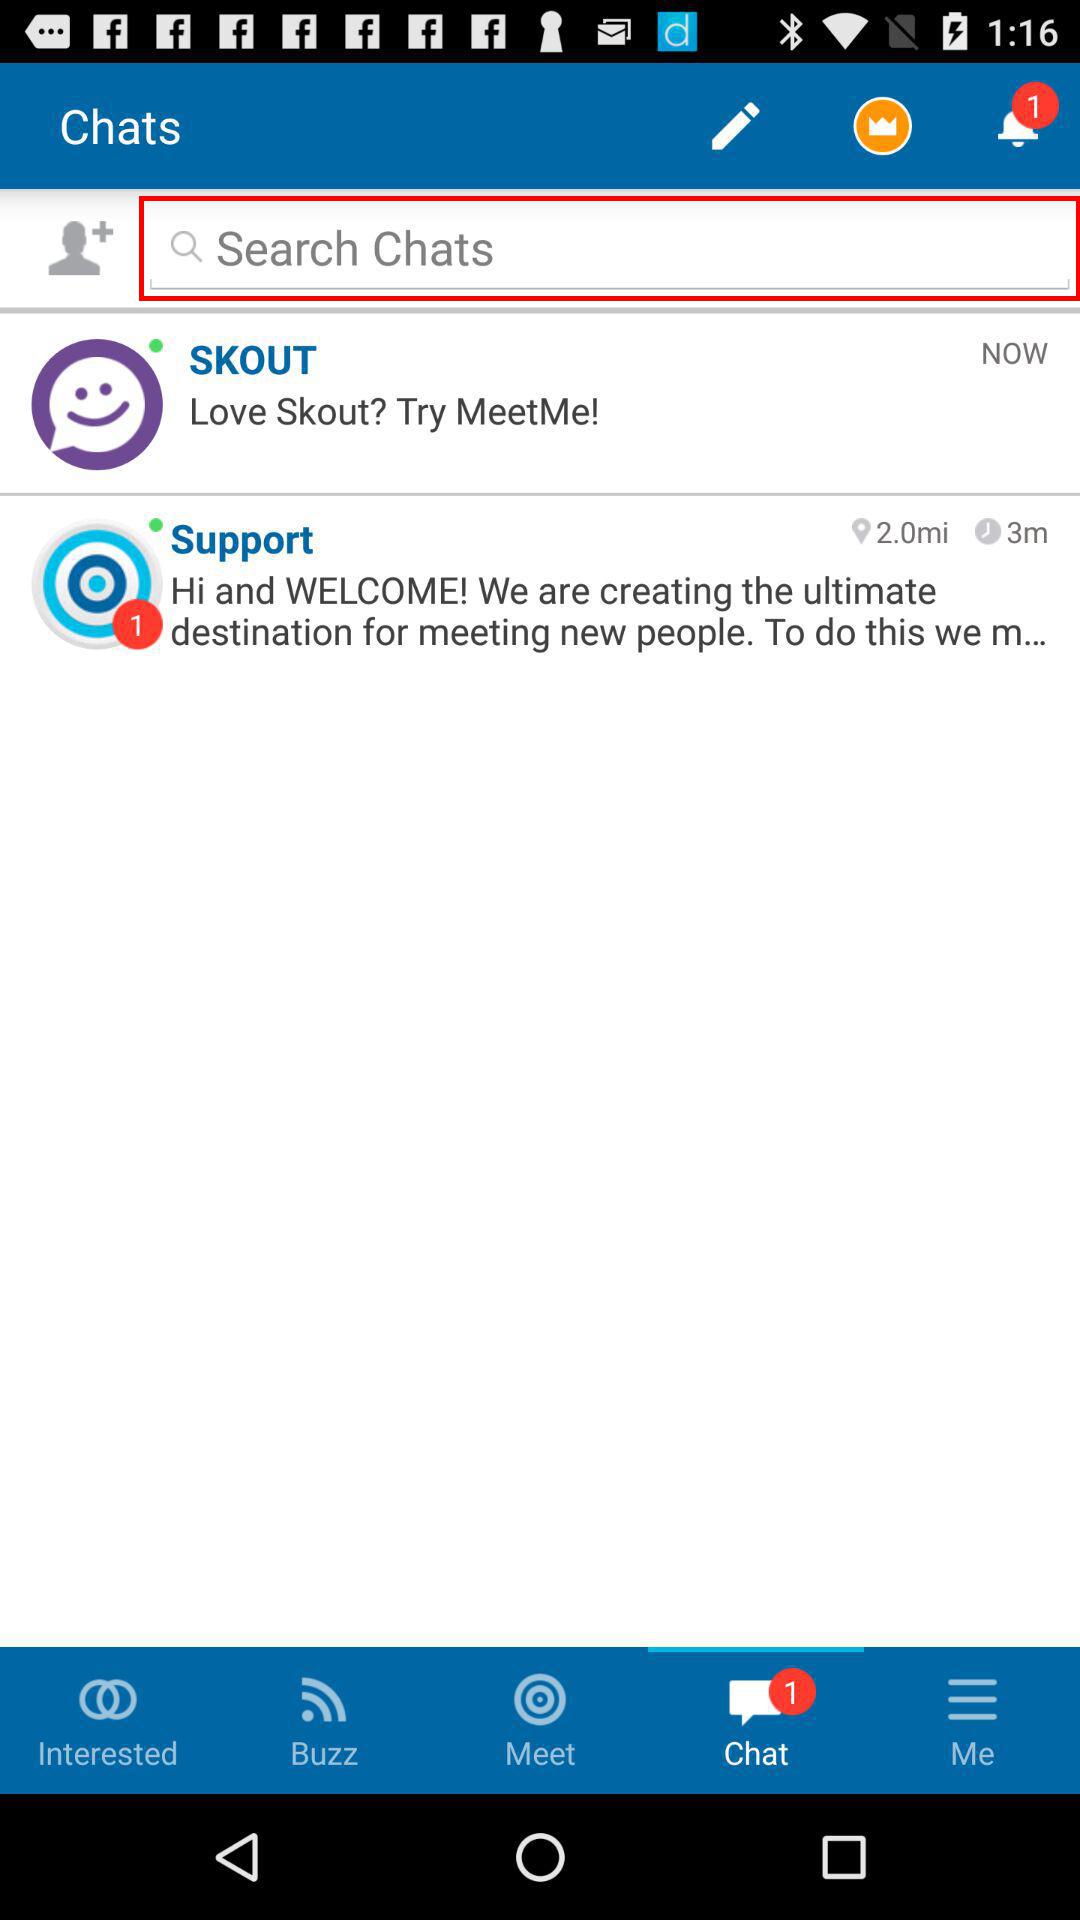 1:16
Chats
1
Search Chats
SKOUT
NOW
Love Skout? Try MeetMe!
Support
2.0mi
3m
1
Hi and WELCOME! We are creating the ultimate
destination for meeting new people. To do this we m...
1
Interested
Buzz
Meet
Chat
Me